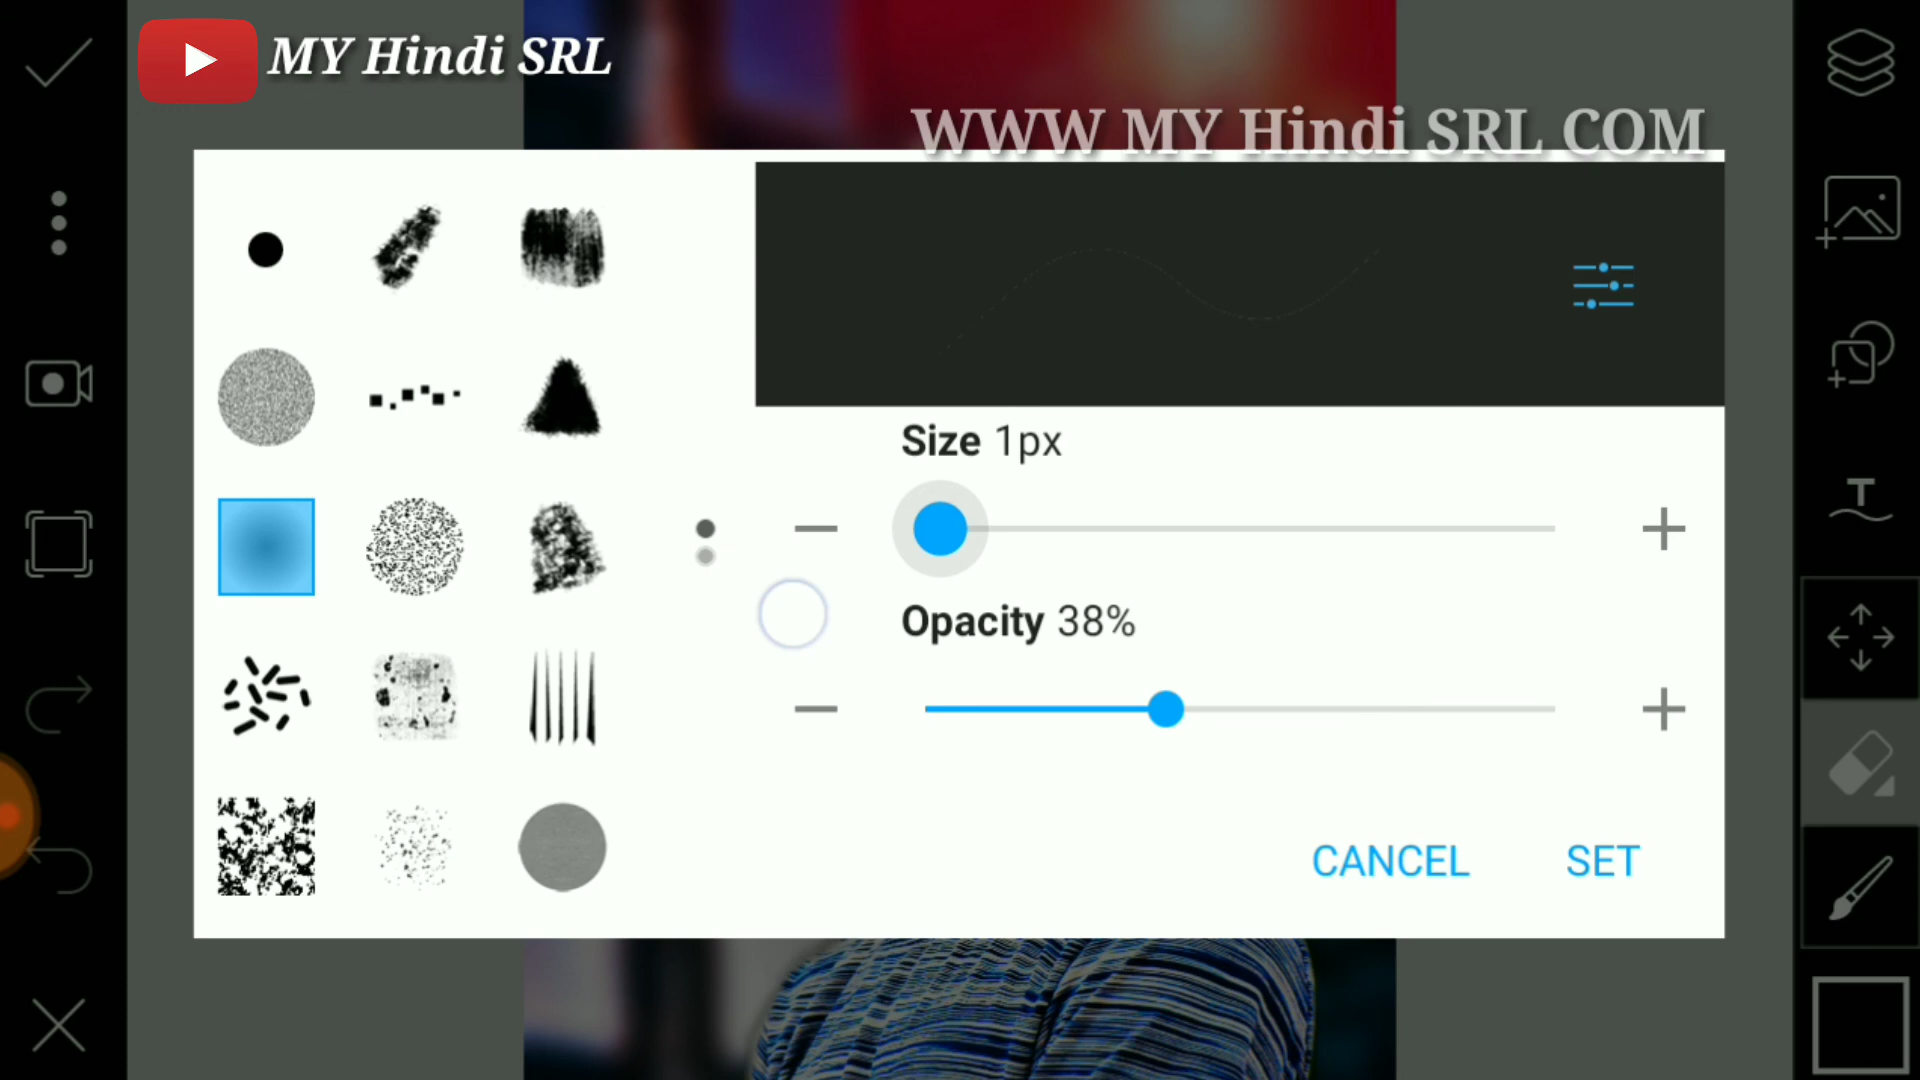 MY Hindi SRL
WWW MY Hindi SRL COM
Size 1px
Opacity 38%
CANCEL
SET
T